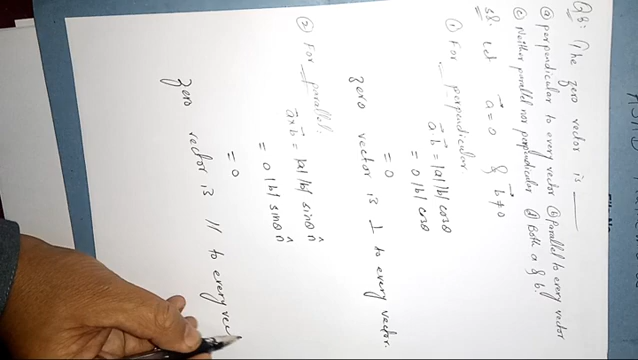 Q8: The zero vector is ___
(a) perpendicular to every vector (b) parallel to every vector
(c) Neither parallel nor perpendicular (d) Both a & b.
Let a⃗ = 0 & b⃗ ≠ 0
① For perpendicular
a⃗.b⃗ = |a||b| cosθ
= 0 |b| cosθ
= 0
Zero vector is ⊥ to every vector.
② For parallel.
a⃗×b⃗ = |a||b| sinθ n̂
= 0 |b| sinθ n̂
= 0
Zero vector is // to every vec